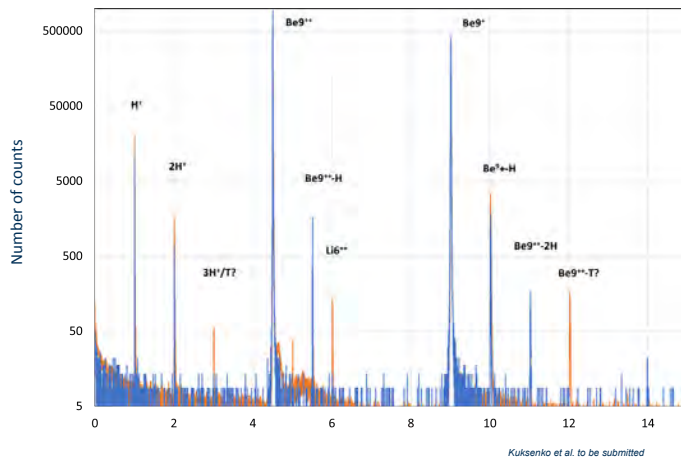 Be9⁺⁺
Be9⁺
500000
50000
H⁺
5000
2H⁺
Be9⁺⁺-H
Be⁹+-H
500
Li6⁺⁺
Be9⁺⁺-2H
3H⁺/T?
Be9⁺⁺-T?
50
5
0 2 4 6 8 10 12 14
Number of counts
Kuksenko et al. to be submitted